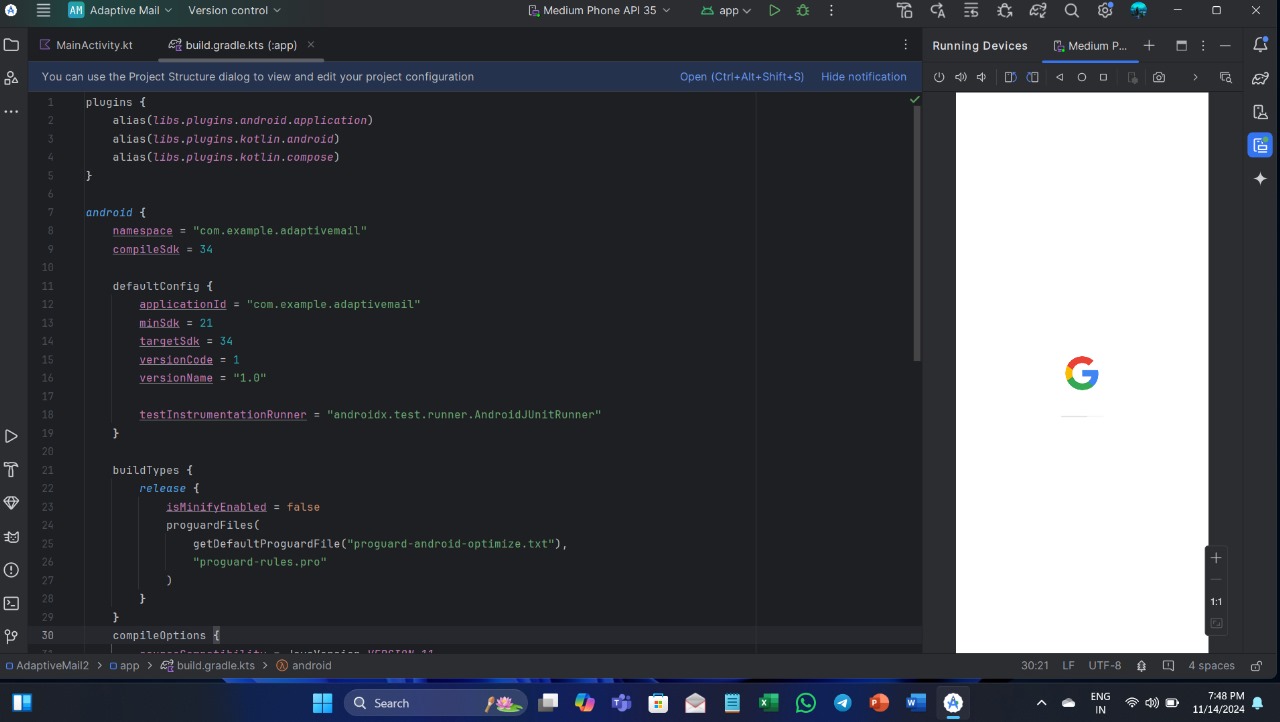 AM Adaptive Mail Version control Medium Phone API 35 app
MainActivity.kt build.gradle.kts (:app) Running Devices Medium P...
You can use the Project Structure dialog to view and edit your project configuration Open (Ctrl+Alt+Shift+S) Hide notification
1 plugins {
2 alias(libs.plugins.android.application)
3 alias(libs.plugins.kotlin.android)
4 alias(libs.plugins.kotlin.compose)
5 }
6
7 android {
8 namespace = "com.example.adaptivemail"
9 compileSdk = 34
10
11 defaultConfig {
12 applicationId = "com.example.adaptivemail"
13 minSdk = 21
14 targetSdk = 34
15 versionCode = 1
16 versionName = "1.0"
17
18 testInstrumentationRunner = "androidx.test.runner.AndroidJUnitRunner"
19 }
20
21 buildTypes {
22 release {
23 isMinifyEnabled = false
24 proguardFiles(
25 getDefaultProguardFile("proguard-android-optimize.txt"),
26 "proguard-rules.pro"
27 )
28 }
29 }
30 compileOptions {
31 sourceCompatibility = JavaVersion.VERSION_11
G
1:1
AdaptiveMail2 > app > build.gradle.kts > android 30:21 LF UTF-8 4 spaces
Search
ENG
IN
7:48 PM
11/14/2024